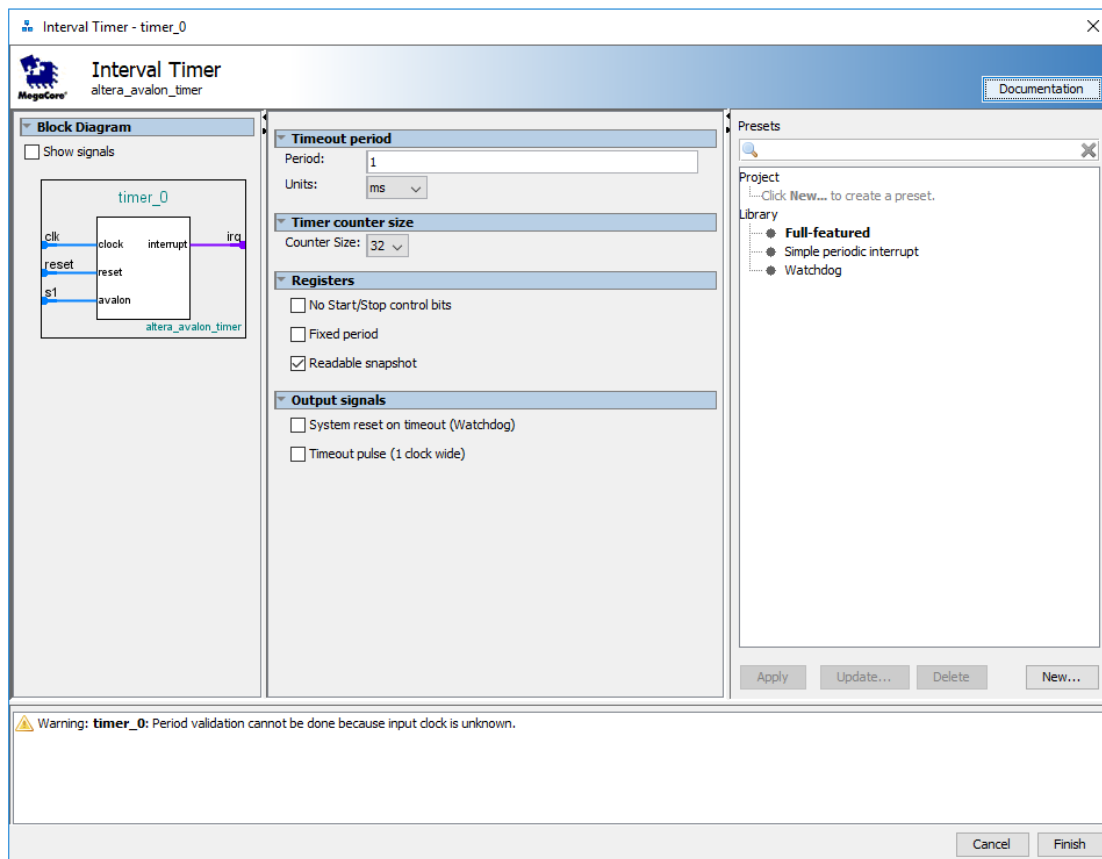 Interval Timer - timer_0
MegaCore®
Interval Timer
altera_avalon_timer
Documentation
Block Diagram
Show signals
timer_0
clk
clock
interrupt
irq
reset
reset
s1
avalon
altera_avalon_timer
Timeout period
Period:
1
Units:
ms
Timer counter size
Counter Size:
32
Registers
No Start/Stop control bits
Fixed period
Readable snapshot
Output signals
System reset on timeout (Watchdog)
Timeout pulse (1 clock wide)
Presets
Project
Click New... to create a preset.
Library
Full-featured
Simple periodic interrupt
Watchdog
Apply
Update...
Delete
New...
Warning: timer_0: Period validation cannot be done because input clock is unknown.
Cancel
Finish